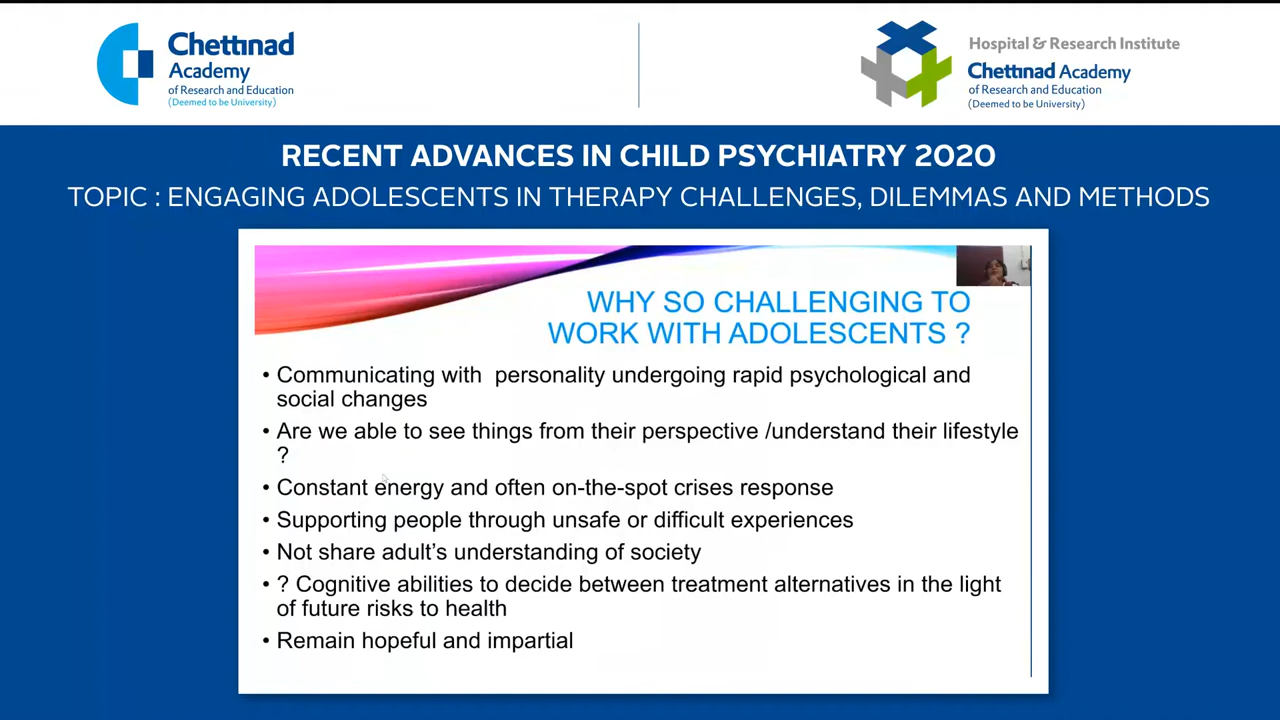 Chettinad
Academy
of Research and Education
(Deemed to be University)
Hospital & Research Institute
Chettinad Academy
of Research and Education
(Deemed to be University)
RECENT ADVANCES IN CHILD PSYCHIATRY 2020
TOPIC : ENGAGING ADOLESCENTS IN THERAPY CHALLENGES, DILEMMAS AND METHODS
WHY SO CHALLENGING TO
WORK WITH ADOLESCENTS ?
• Communicating with personality undergoing rapid psychological and
social changes
• Are we able to see things from their perspective /understand their lifestyle
?
• Constant energy and often on-the-spot crises response
• Supporting people through unsafe or difficult experiences
• Not share adult's understanding of society
• ? Cognitive abilities to decide between treatment alternatives in the light
of future risks to health
• Remain hopeful and impartial